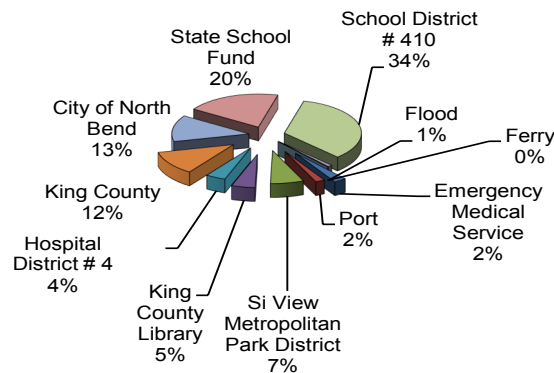 State School
Fund
20%
School District
# 410
34%
City of North
Bend
13%
Flood
1%
Ferry
0%
King County
12%
Emergency
Medical
Service
2%
Port
2%
Hospital
District # 4
4%
King
County
Library
5%
Si View
Metropolitan
Park District
7%